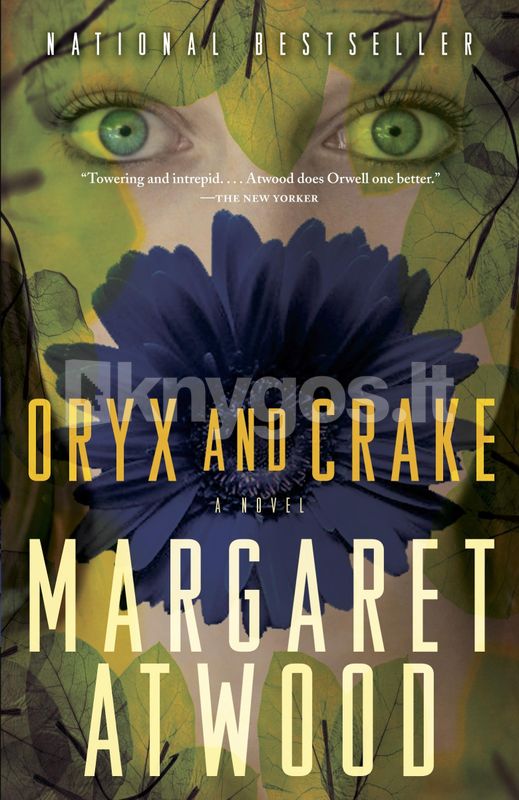 NATIONAL BESTSELLER
“Towering and intrepid. . . . Atwood does Orwell one better.”
—THE NEW YORKER
knygos.lt
ORYX AND CRAKE
A NOVEL
MARGARET
ATWOOD